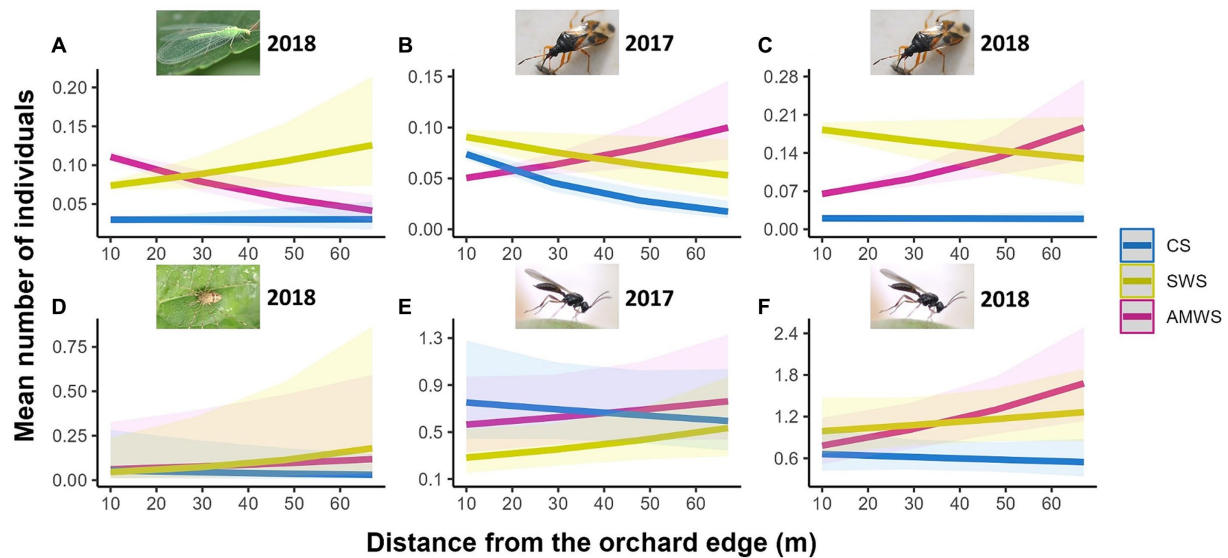 A 2018 B 2017 C 2018
Mean number of individuals
0.20
0.15
0.10
0.05
10 20 30 40 50 60
0.15
0.10
0.05
0.00
10 20 30 40 50 60
0.28
0.21
0.14
0.07
0.00
10 20 30 40 50 60
D 2018 E 2017 F 2018
0.75
0.50
0.25
0.00
10 20 30 40 50 60
1.3
0.9
0.5
0.1
10 20 30 40 50 60
2.4
1.8
1.2
0.6
10 20 30 40 50 60
CS
SWS
AMWS
Distance from the orchard edge (m)